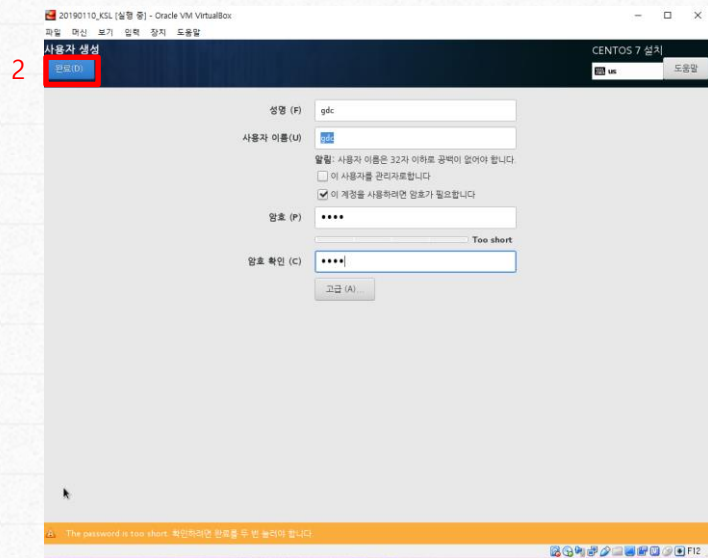 20190110_KSL [실행 중] - Oracle VM VirtualBox
파일 머신 보기 입력 장치 도움말
사용자 생성
CENTOS 7 설치
2
완료(D)
us
도움말
성명 (F) gdc
사용자 이름(U) gdc
알림: 사용자 이름은 32자 이하로 공백이 없어야 합니다.
이 사용자를 관리자로합니다
이 계정을 사용하려면 암호가 필요합니다
암호 (P) ••••
Too short
암호 확인 (C) ••••
고급 (A)...
The password is too short. 확인하려면 완료를 두 번 눌러야 합니다.
F12